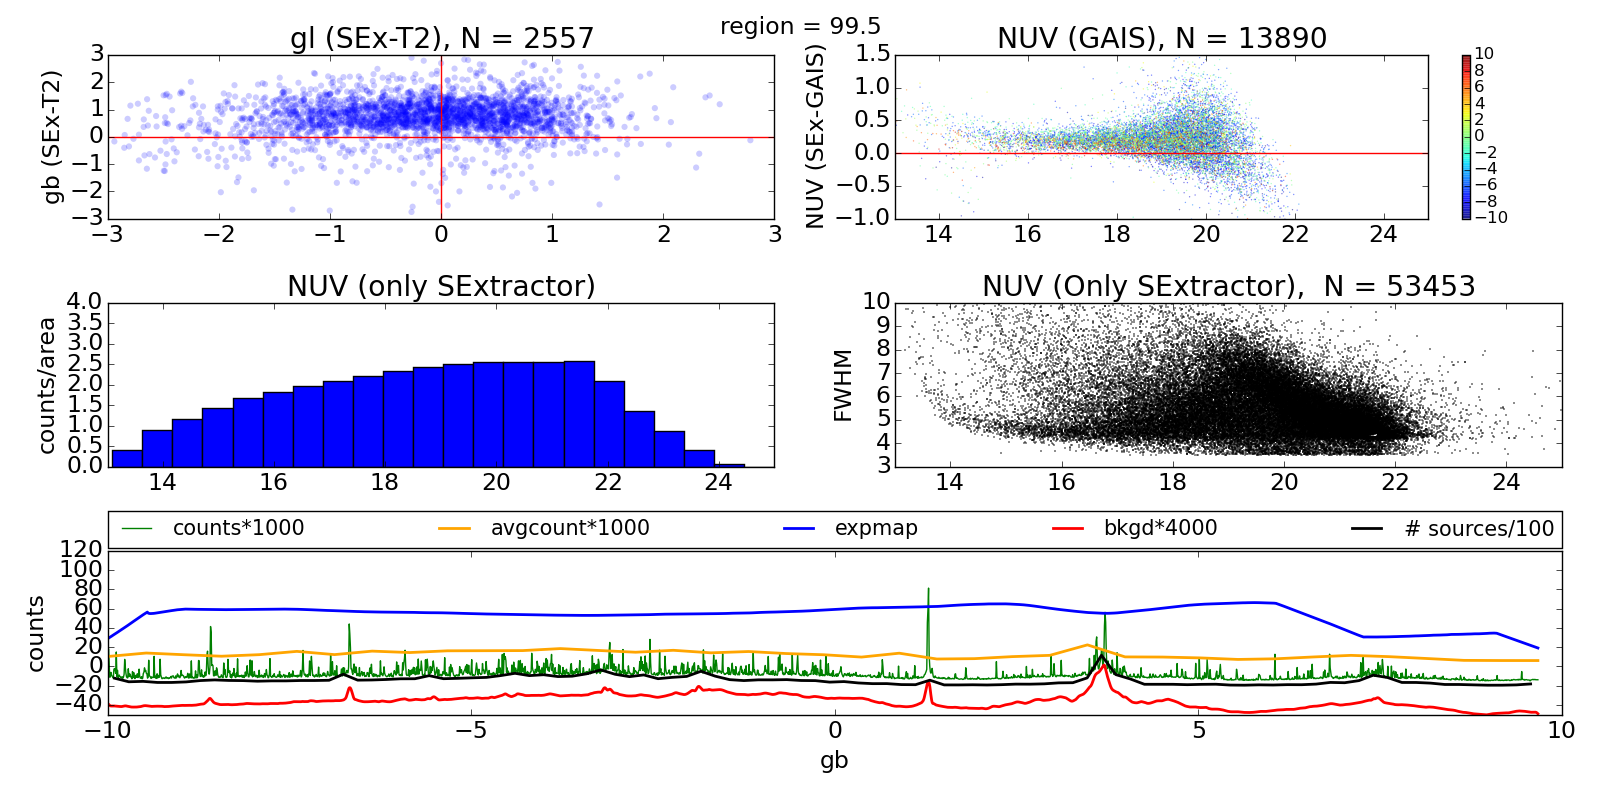 region = 99.5
gl (SEx-T2), N = 2557
gb (SEx-T2)
3
2
1
0
−1
−2
−3
−3 −2 −1 0 1 2 3
NUV (GAIS), N = 13890
NUV (SEx-GAIS)
1.5
1.0
0.5
0.0
−0.5
−1.0
14 16 18 20 22 24
10
8
6
4
2
0
−2
−4
−6
−8
−10
NUV (only SExtractor)
counts/area
4.0
3.5
3.0
2.5
2.0
1.5
1.0
0.5
0.0
14 16 18 20 22 24
NUV (Only SExtractor), N = 53453
FWHM
10
9
8
7
6
5
4
3
14 16 18 20 22 24
counts*1000 avgcount*1000 expmap bkgd*4000 # sources/100
counts
120
100
80
60
40
20
0
−20
−40
−10 −5 0 5 10
gb